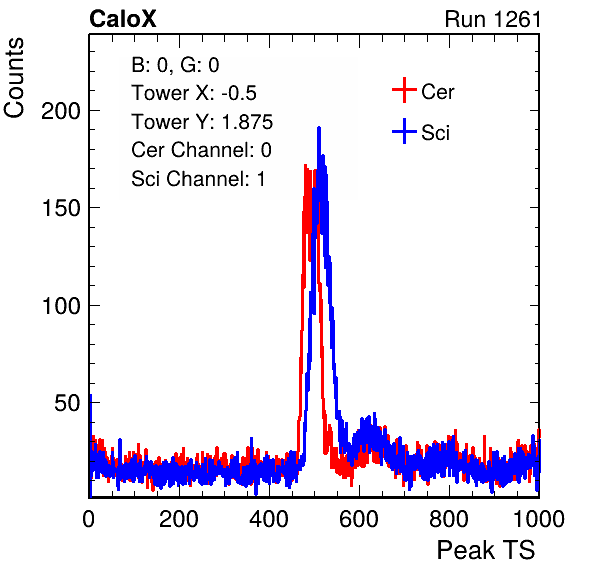 CaloX Run 1261
Counts
B: 0, G: 0
Tower X: -0.5
Tower Y: 1.875
Cer Channel: 0
Sci Channel: 1
Cer
Sci
200
150
100
50
0 200 400 600 800 1000
Peak TS